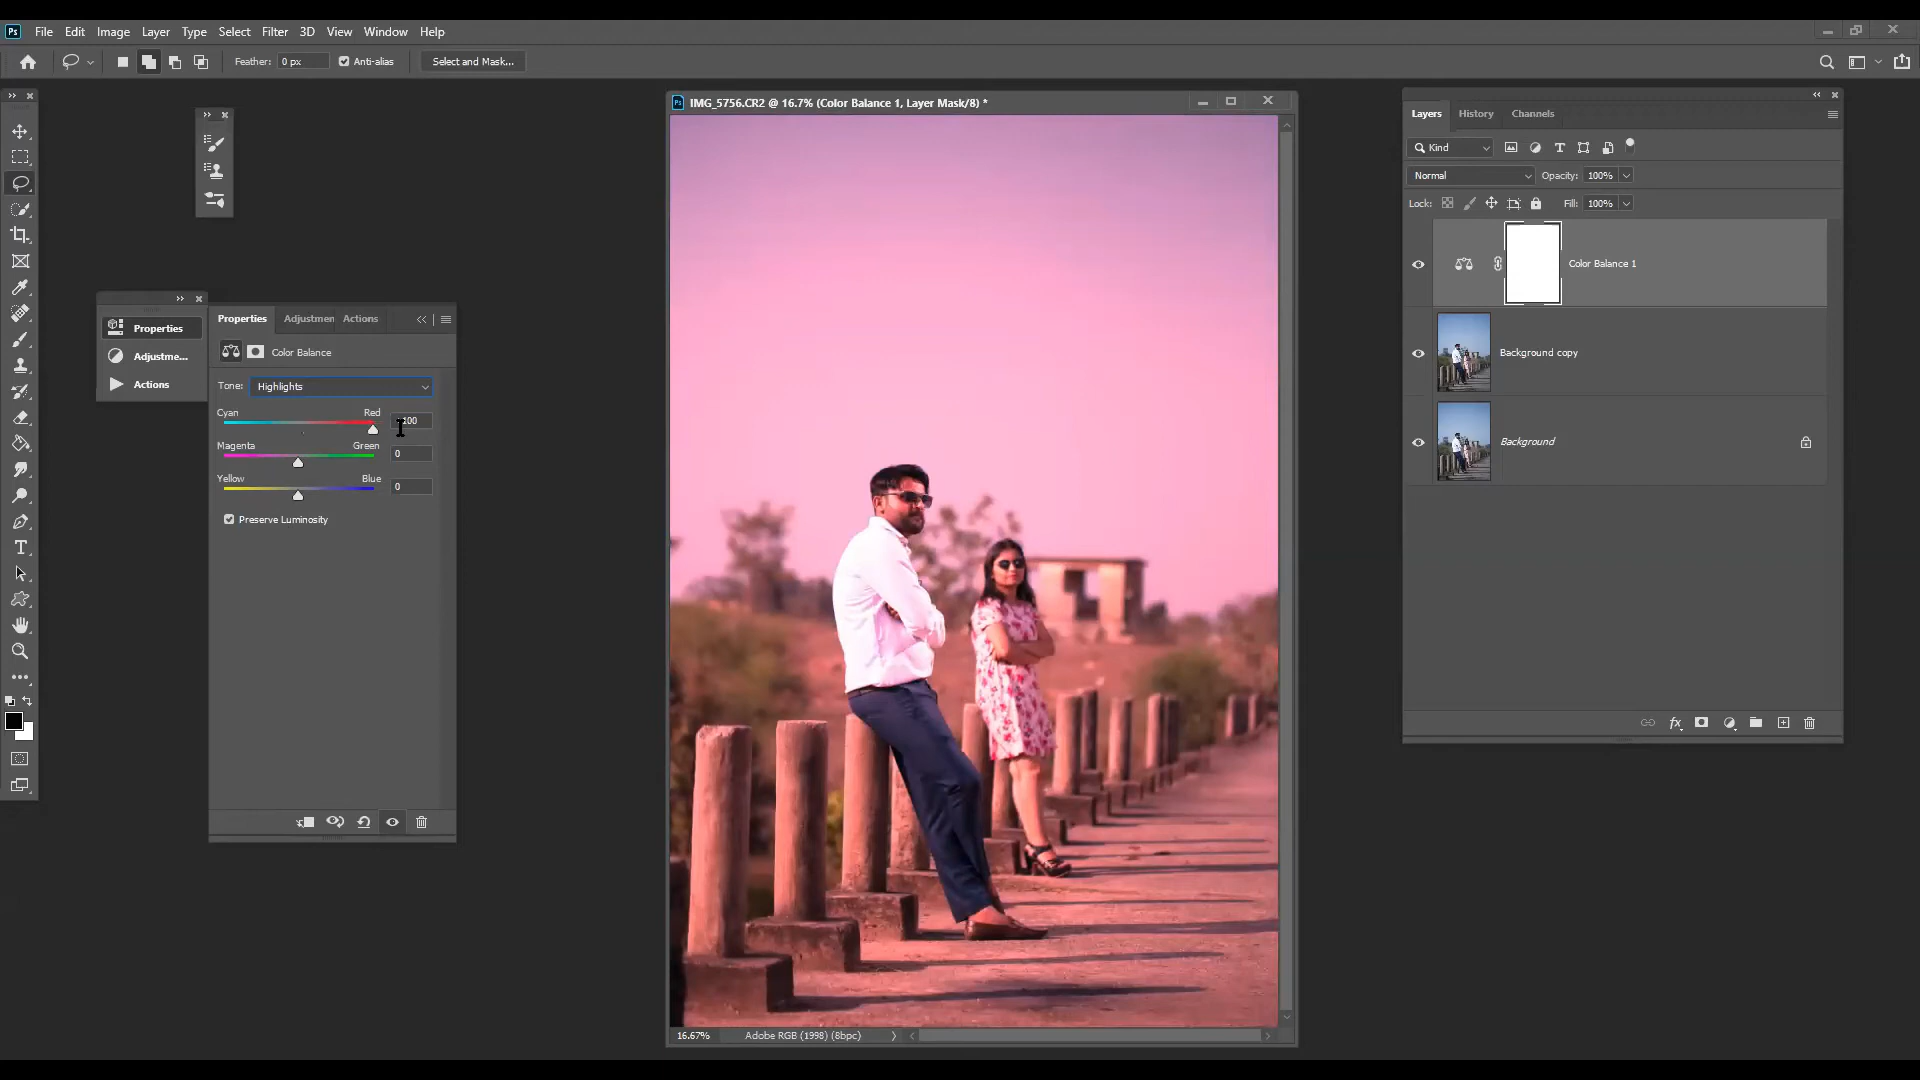 Ps File Edit Image Layer Type Select Filter 3D View Window Help
Feather: 0 px Anti-alias Select and Mask...
Ps IMG_5756.CR2 @ 16.7% (Color Balance 1, Layer Mask/8) *
Properties
Adjustme...
Actions
Properties Adjustmen Actions
Color Balance
Tone: Highlights
Cyan Red
Magenta Green 0
Yellow Blue 0
Preserve Luminosity
16.67% Adobe RGB (1998) (8bpc)
Layers History Channels
Kind
Normal Opacity: 100%
Lock: Fill: 100%
Color Balance 1
Background copy
Background
fx